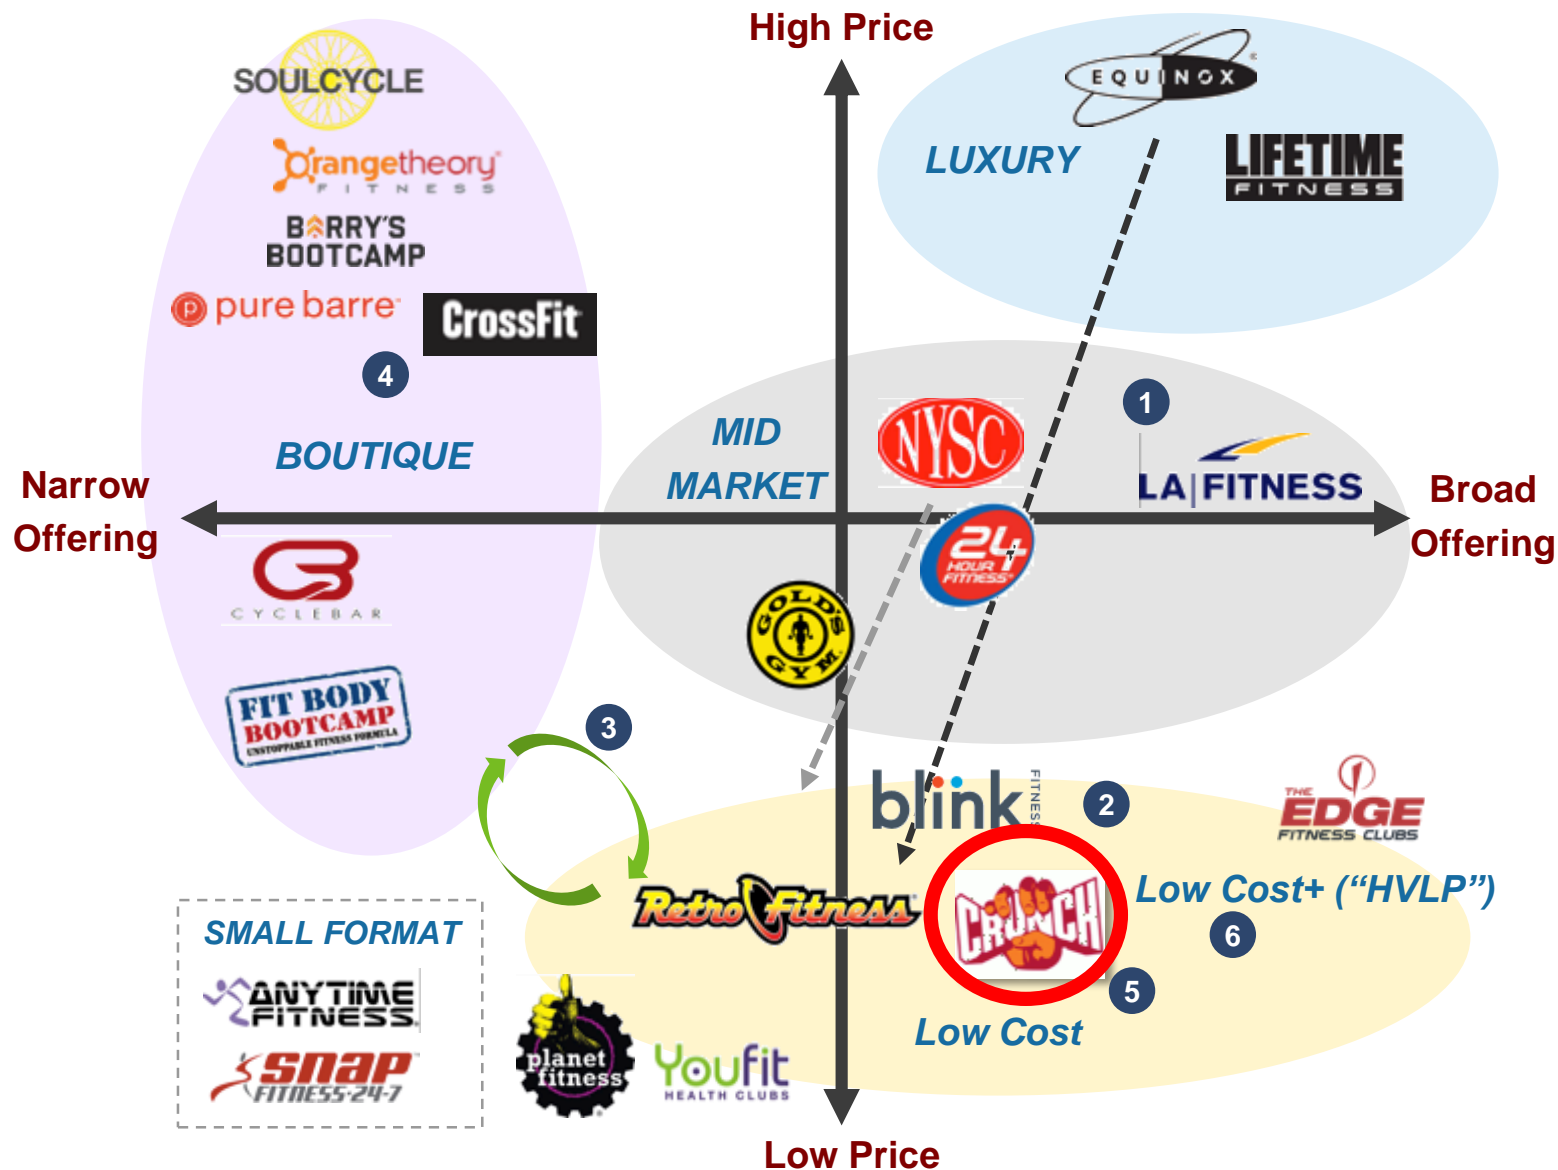 High Price
SOULCYCLE
EQUINOX
orangetheory
FITNESS
LUXURY
LIFETIME
FITNESS
BARRY'S
BOOTCAMP
p pure barre
CrossFit
4
1
MID
MARKET
NYSC
BOUTIQUE
LA|FITNESS
Narrow
Offering
Broad
Offering
24
HOUR
FITNESS
CYCLEBAR
GOLD'S
GYM
FIT BODY
BOOTCAMP
UNSTOPPABLE FITNESS FORMULA
3
blink
FITNESS
2
THE
EDGE
FITNESS CLUBS
Retro Fitness
CRUNCH
Low Cost+ (“HVLP”)
6
SMALL FORMAT
ANYTIME
FITNESS
5
Low Cost
snap
FITNESS·24-7
planet
fitness
Youfit
HEALTH CLUBS
Low Price